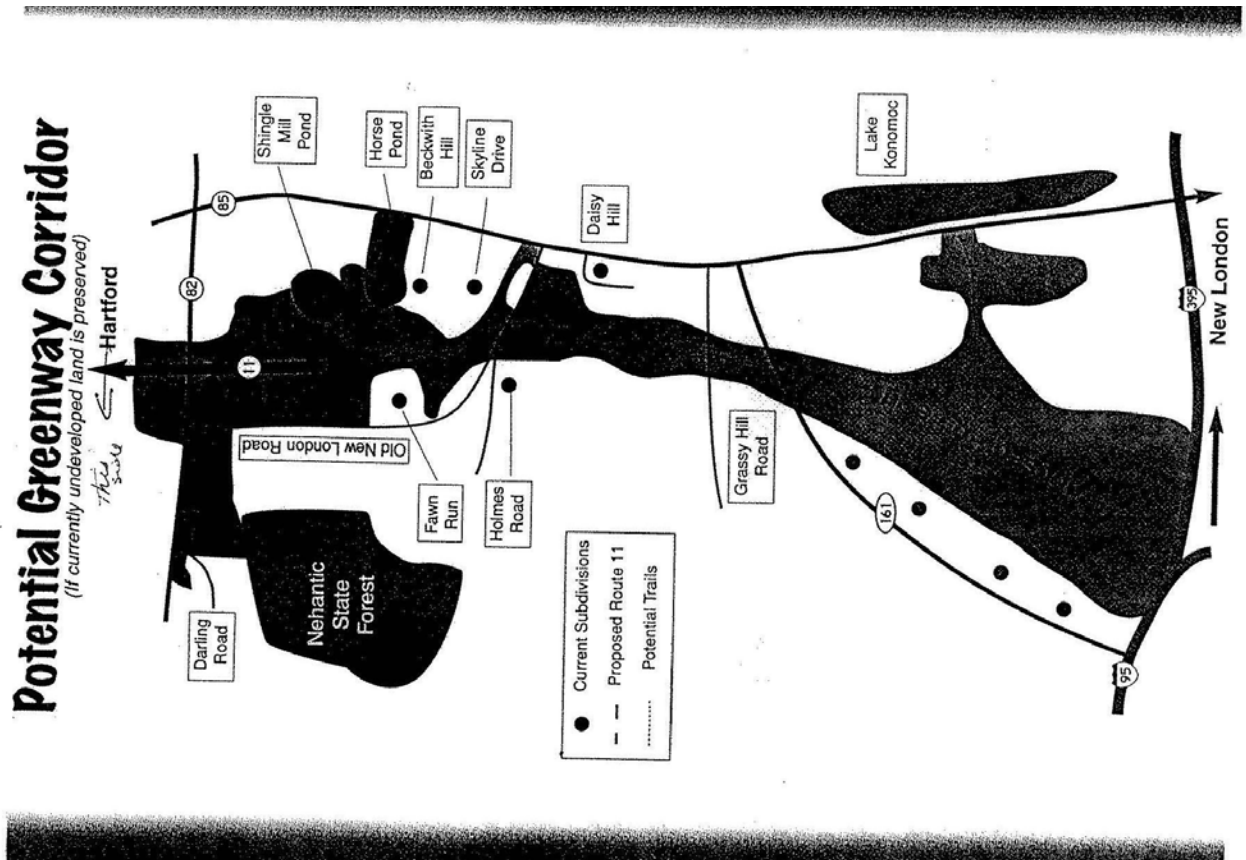 Potential Greenway Corridor
(If currently undeveloped land is preserved)
This
side
Hartford
82
85
11
Shingle
Mill
Pond
Horse
Pond
Beckwith
Hill
Skyline
Drive
Darling
Road
Old New London Road
Nehantic
State
Forest
Fawn
Run
Holmes
Road
Daisy
Hill
Grassy Hill
Road
161
Lake
Konomoc
Current Subdivisions
Proposed Route 11
Potential Trails
95
395
New London